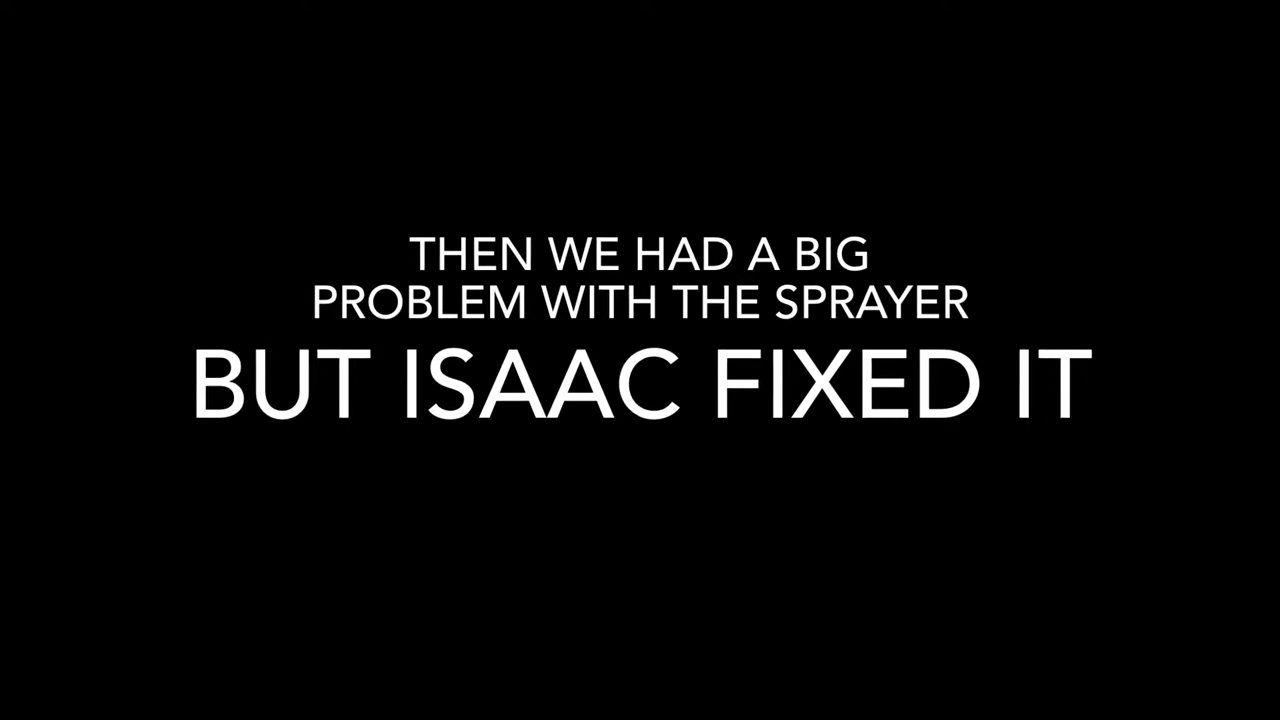 THEN WE HAD A BIG
PROBLEM WITH THE SPRAYER
BUT ISAAC FIXED IT